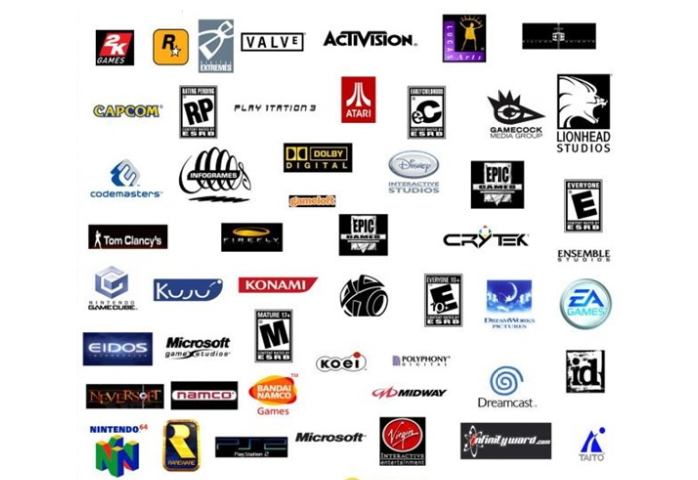 2K
GAMES
R
DIGITAL
EXTREMES
VALVE
ACTIVISION
LUCAS
Arts
CAPCOM
RATING PENDING
RP
CONTENT RATED BY
ESRB
PLAYSTATION 3
ATARI
EARLY CHILDHOOD
eC
CONTENT RATED BY
ESRB
GAMECOCK
MEDIA GROUP
LIONHEAD
STUDIOS
codemasters
INFOGRAMES
DOLBY
DIGITAL
gameloft
Disney
INTERACTIVE
STUDIOS
EPIC
GAMES
EVERYONE
E
CONTENT RATED BY
ESRB
Tom Clancy's
FIREFLY
EPIC
GAMES
CRYTEK
ENSEMBLE
STUDIOS
NINTENDO
GAMECUBE
Kuju
KONAMI
EVERYONE 10+
E
10+
CONTENT RATED BY
ESRB
DREAMWORKS
PICTURES
EA
GAMES
EIDOS
Microsoft
game studios
MATURE 17+
M
CONTENT RATED BY
ESRB
KOEI
POLYPHONY
DIGITAL
id
NEVERSOFT
namco
BANDAI
NAMCO
TM
Games
MIDWAY
Dreamcast
NINTENDO 64
R
RAREWARE
PlayStation 2
Microsoft
Virgin
INTERACTIVE
entertainment
infinityward.com
TAITO